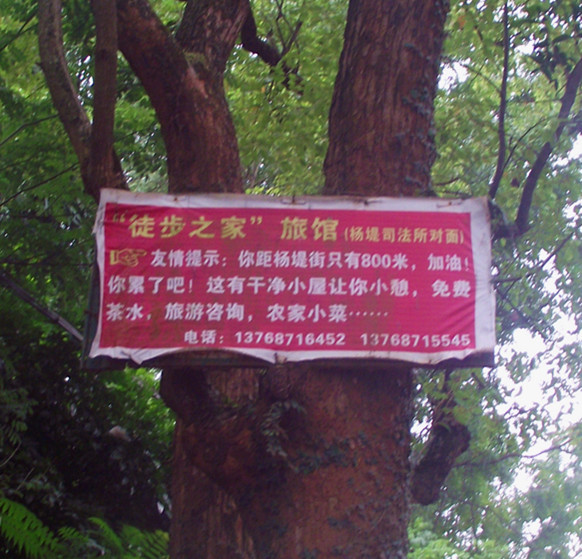 “徒步之家”旅馆(杨堤司法所对面)
友情提示：你距杨堤街只有800米，加油！
你累了吧！这有干净小屋让你小憩，免费
茶水，旅游咨询，农家小菜……
电话：13768716452 13768715545